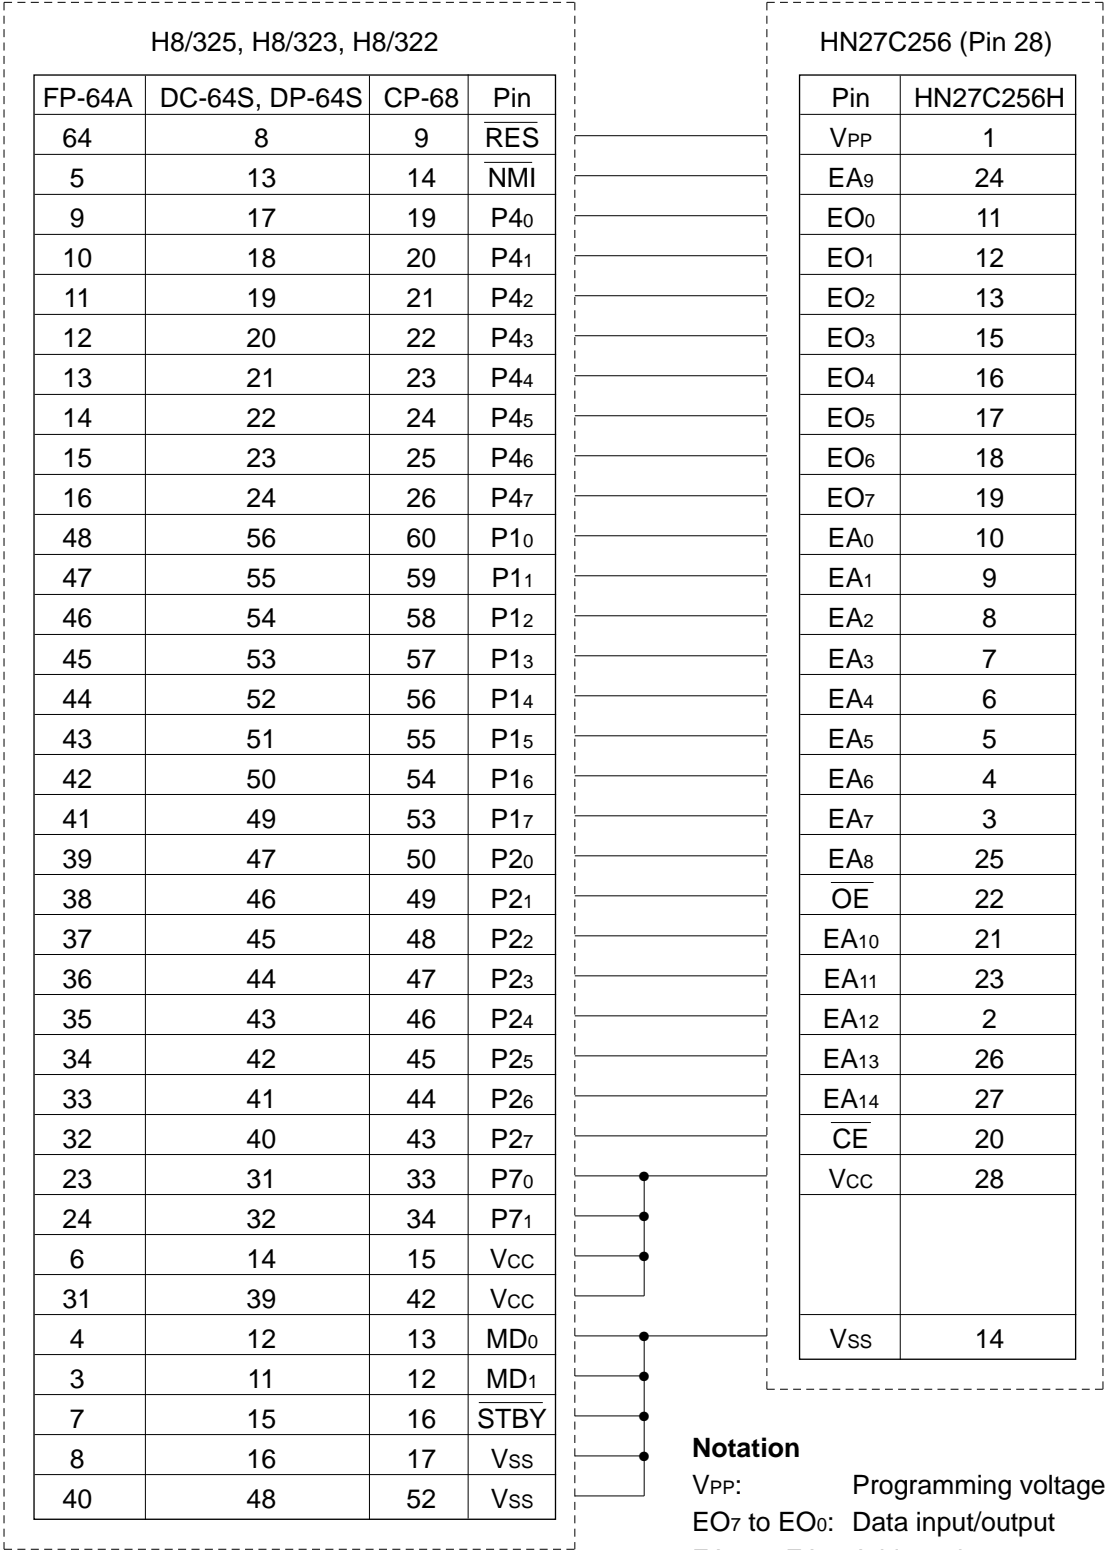 H8/325, H8/323, H8/322
FP-64A DC-64S, DP-64S CP-68 Pin
64 8 9 RES
5 13 14 NMI
9 17 19 P40
10 18 20 P41
11 19 21 P42
12 20 22 P43
13 21 23 P44
14 22 24 P45
15 23 25 P46
16 24 26 P47
48 56 60 P10
47 55 59 P11
46 54 58 P12
45 53 57 P13
44 52 56 P14
43 51 55 P15
42 50 54 P16
41 49 53 P17
39 47 50 P20
38 46 49 P21
37 45 48 P22
36 44 47 P23
35 43 46 P24
34 42 45 P25
33 41 44 P26
32 40 43 P27
23 31 33 P70
24 32 34 P71
6 14 15 VCC
31 39 42 VCC
4 12 13 MD0
3 11 12 MD1
7 15 16 STBY
8 16 17 VSS
40 48 52 VSS
HN27C256 (Pin 28)
Pin HN27C256H
VPP 1
EA9 24
EO0 11
EO1 12
EO2 13
EO3 15
EO4 16
EO5 17
EO6 18
EO7 19
EA0 10
EA1 9
EA2 8
EA3 7
EA4 6
EA5 5
EA6 4
EA7 3
EA8 25
OE 22
EA10 21
EA11 23
EA12 2
EA13 26
EA14 27
CE 20
VCC 28
VSS 14
Notation
VPP: Programming voltage
EO7 to EO0: Data input/output